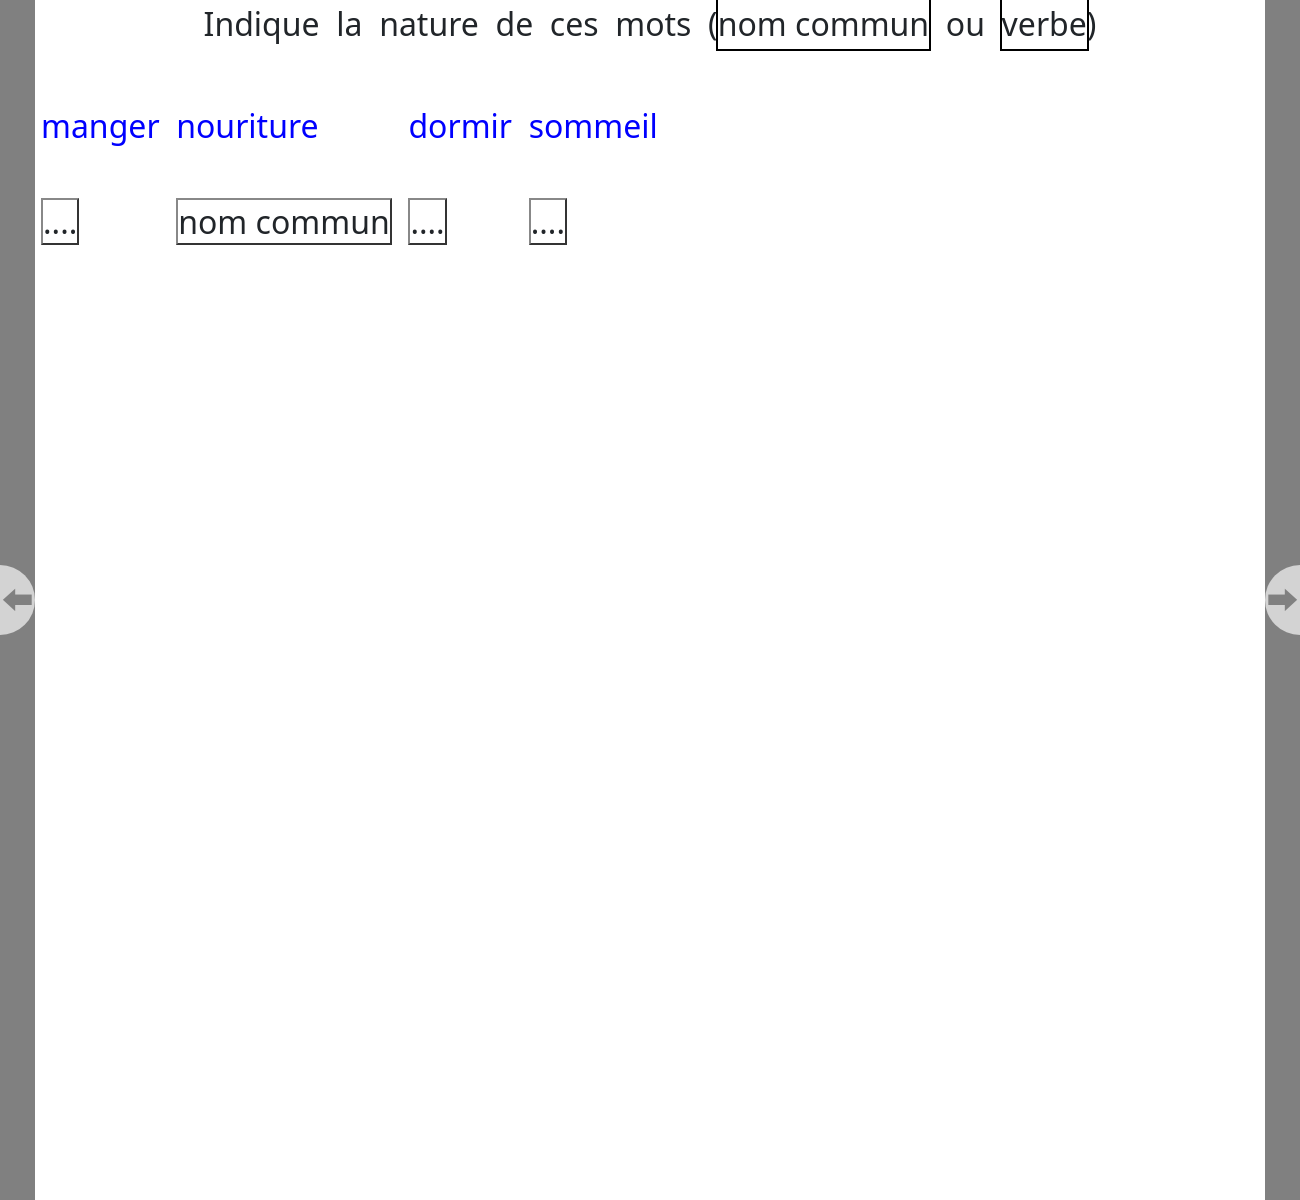 Indique la nature de ces mots (nom commun ou verbe)
manger nouriture dormir sommeil
.... nom commun .... ....